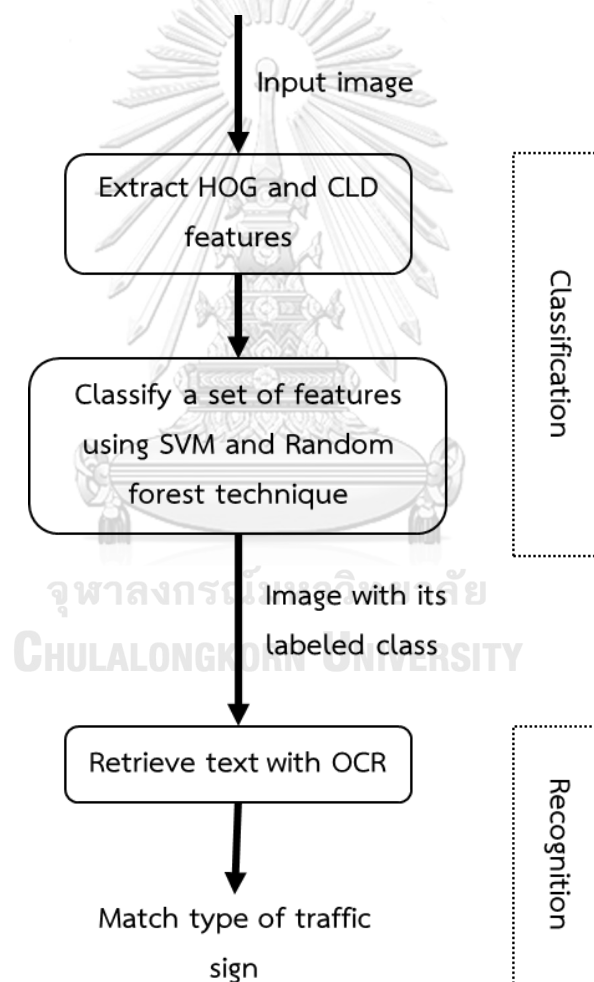 Input image
Extract HOG and CLD
features
Classification
Classify a set of features
using SVM and Random
forest technique
จุฬาลงกรณ์มหาวิทยาลัย
CHULALONGKORN UNIVERSITY
Image with its
labeled class
Retrieve text with OCR
Recognition
Match type of traffic
sign